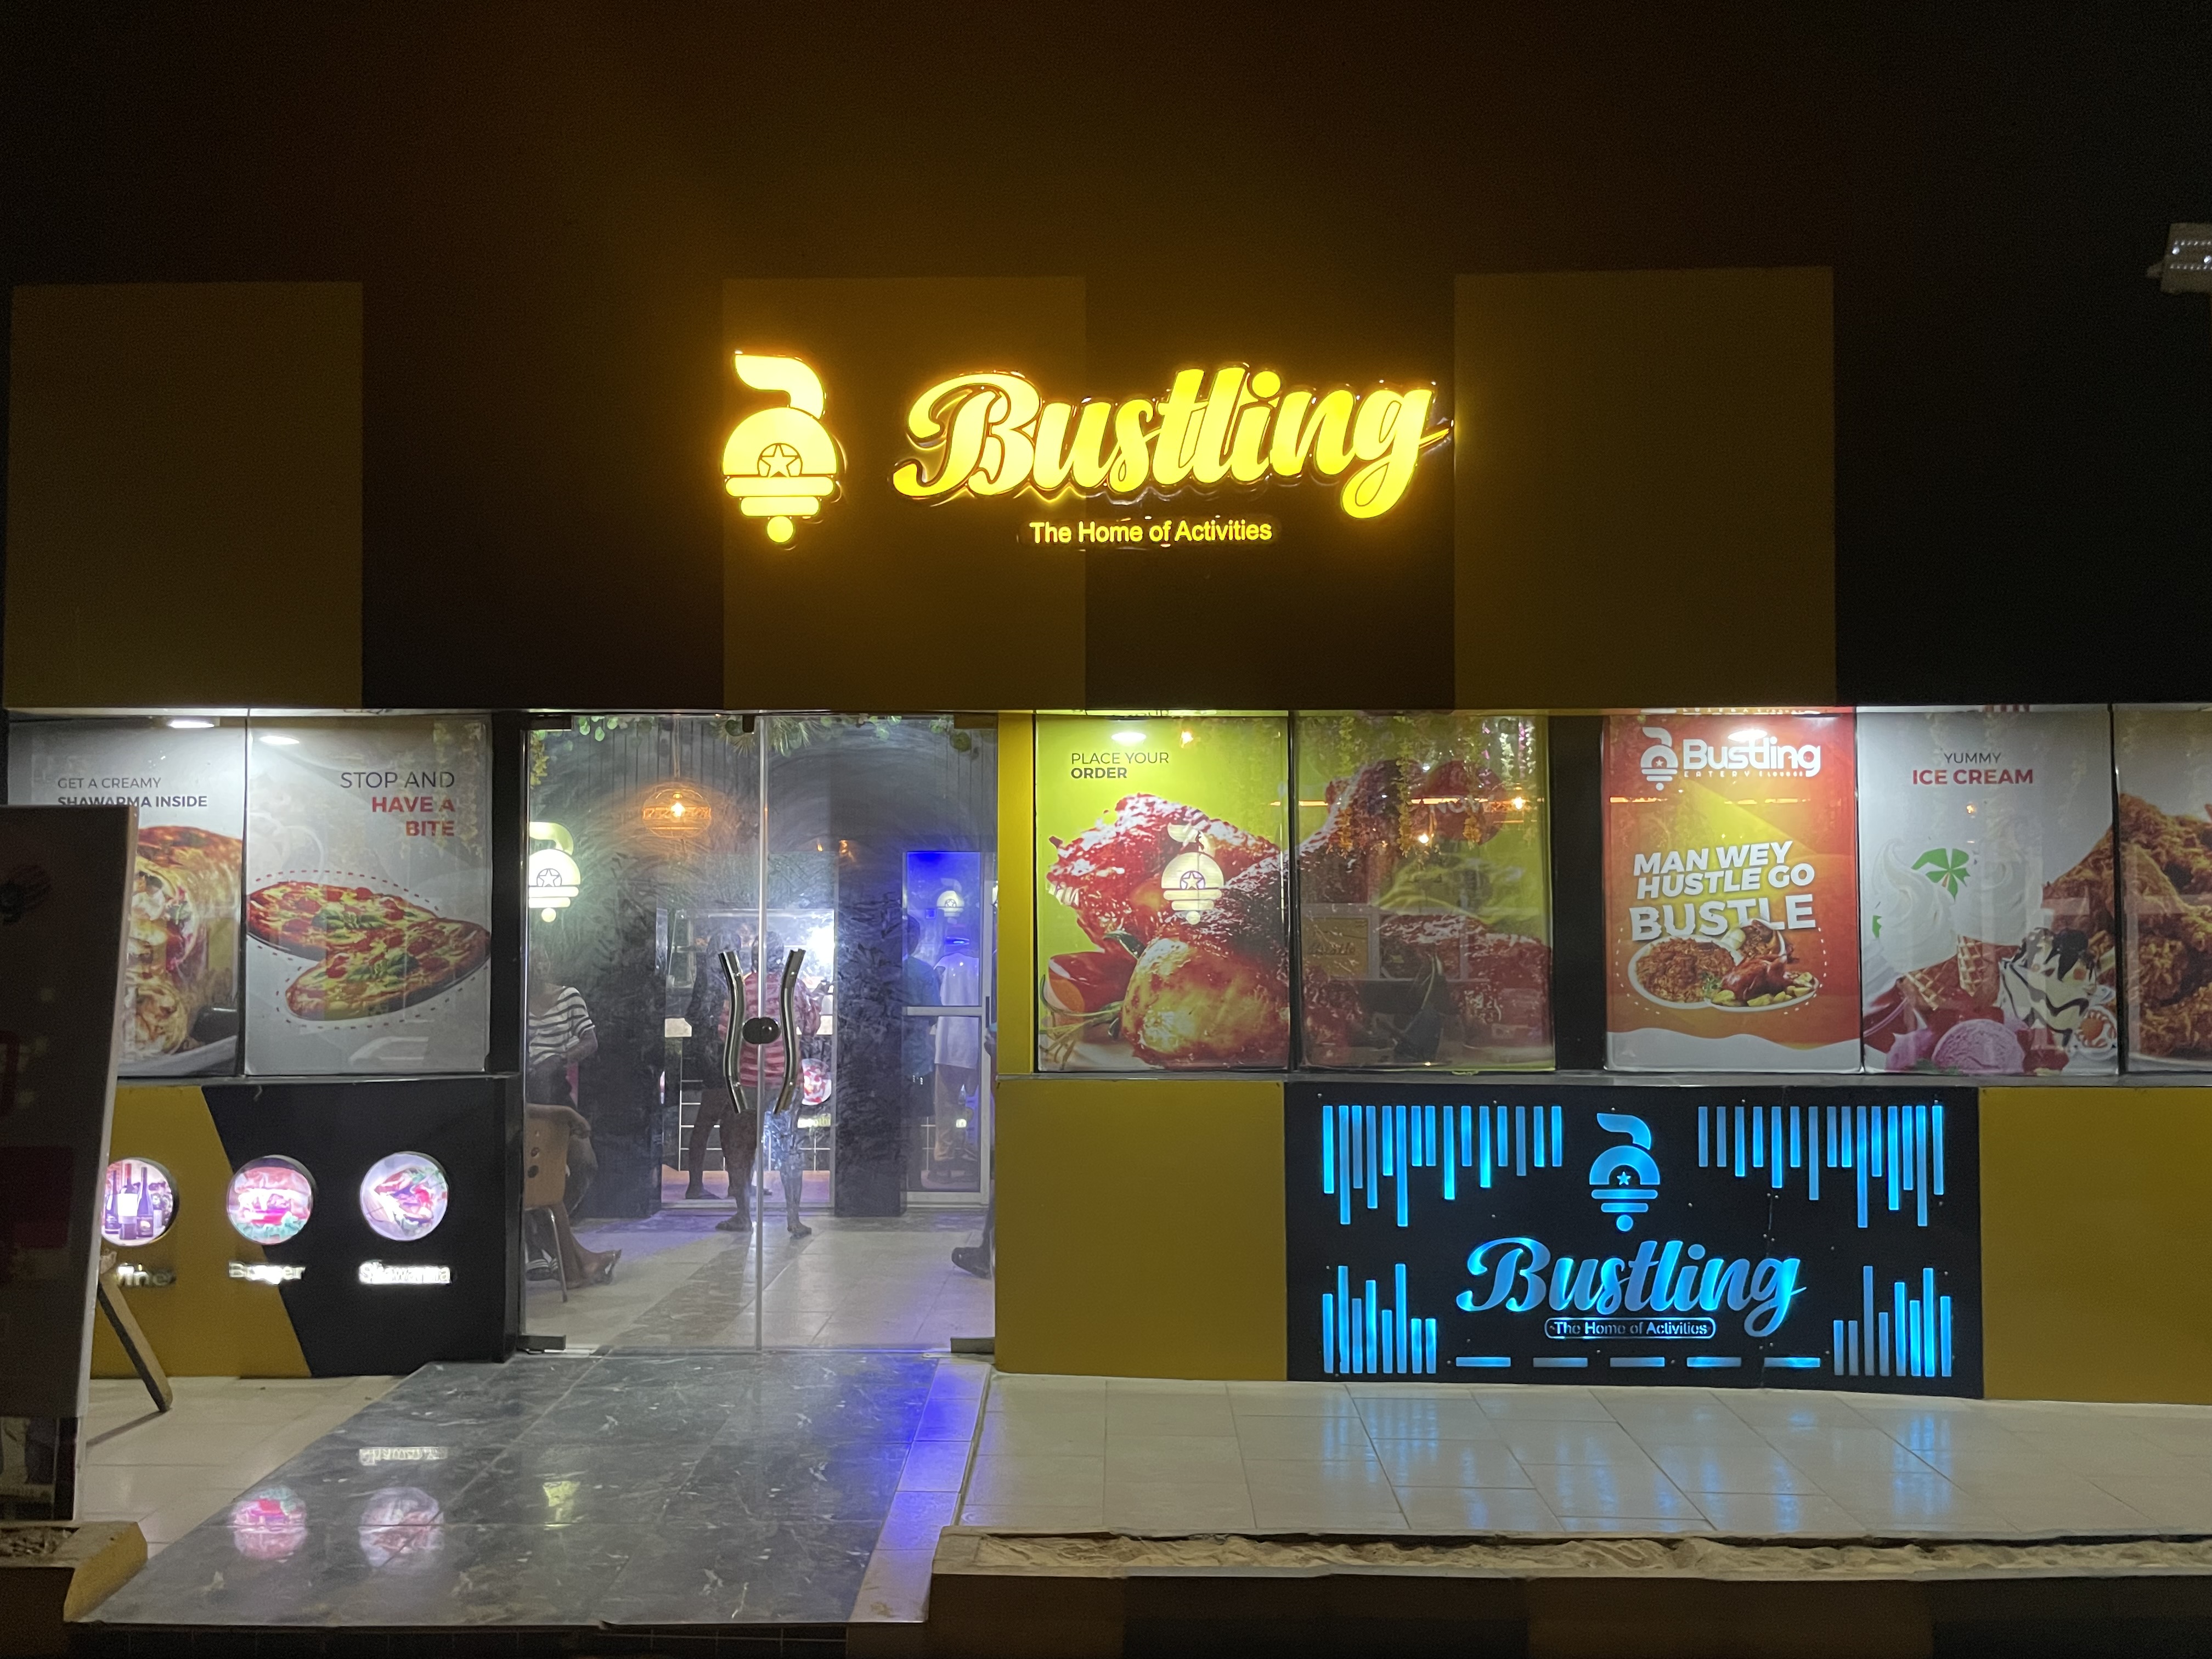 Bustling
The Home of Activities
GET A CREAMY
SHAWARMA INSIDE
STOP AND
HAVE A
BITE
PLACE YOUR
ORDER
Bustling
EATERY
MAN WEY
HUSTLE GO
BUSTLE
YUMMY
ICE CREAM
Burger
Shawarma
Bustling
The Home of Activities